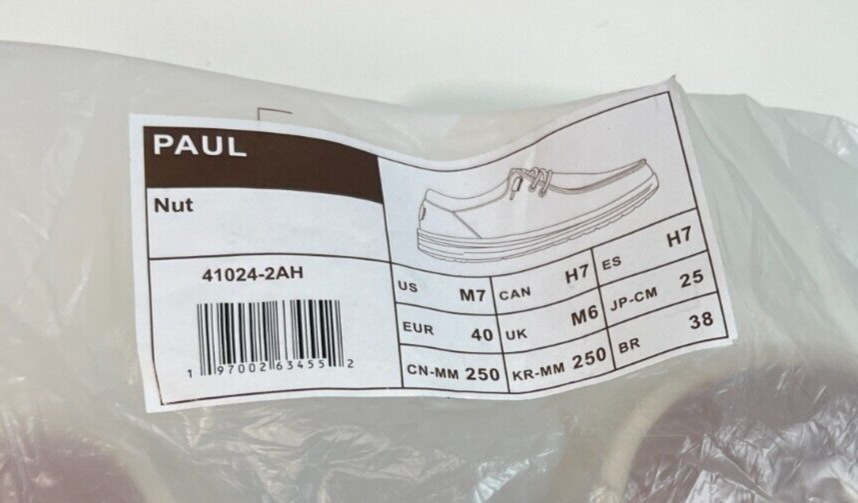 PAUL
Nut
41024-2AH
1 97002 63455 2
US M7 CAN H7 ES H7
EUR 40 UK M6 JP-CM 25
CN-MM 250 KR-MM 250 BR 38